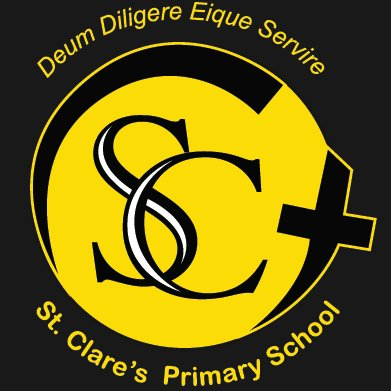 Deum Diligere Eique Servire
SC
St. Clare's Primary School